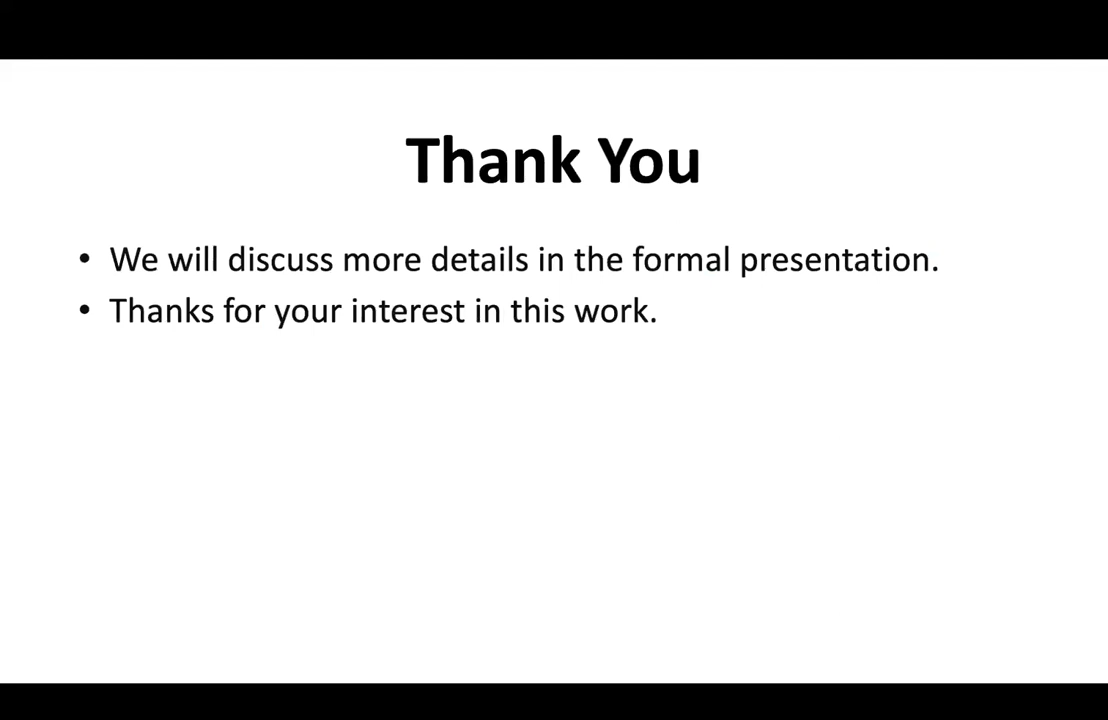 Thank You
• We will discuss more details in the formal presentation.
• Thanks for your interest in this work.